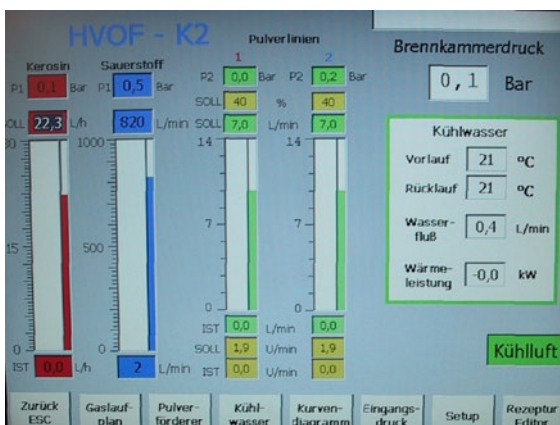 HVOF - K2
Pulverlinien
Brennkammerdruck
Kerosin Sauerstoff 1 2
P1 0,1 Bar P1 0,5 Bar P2 0,0 Bar P2 0,2 Bar 0,1 Bar
SOLL 40 % 40
SOLL 22,3 L/h 820 L/min SOLL 7,0 L/min 7,0
30 1000 14 14
Kühlwasser
Vorlauf 21 ºC
Rücklauf 21 ºC
15 500 7 7
Wasser-
fluß 0,4 L/min
Wärme-
leistung -0,0 kW
0 0 0 0
IST 0,0 L/min 0,0
SOLL 1,9 U/min 1,9
IST 0,0 L/h 2 L/min IST 0,0 U/min 0,0
Kühlluft
Zurück
ESC
Gaslauf-
plan
Pulver-
förderer
Kühl-
wasser
Kurven-
diagramm
Eingangs-
druck
Setup
Rezeptur
Editor